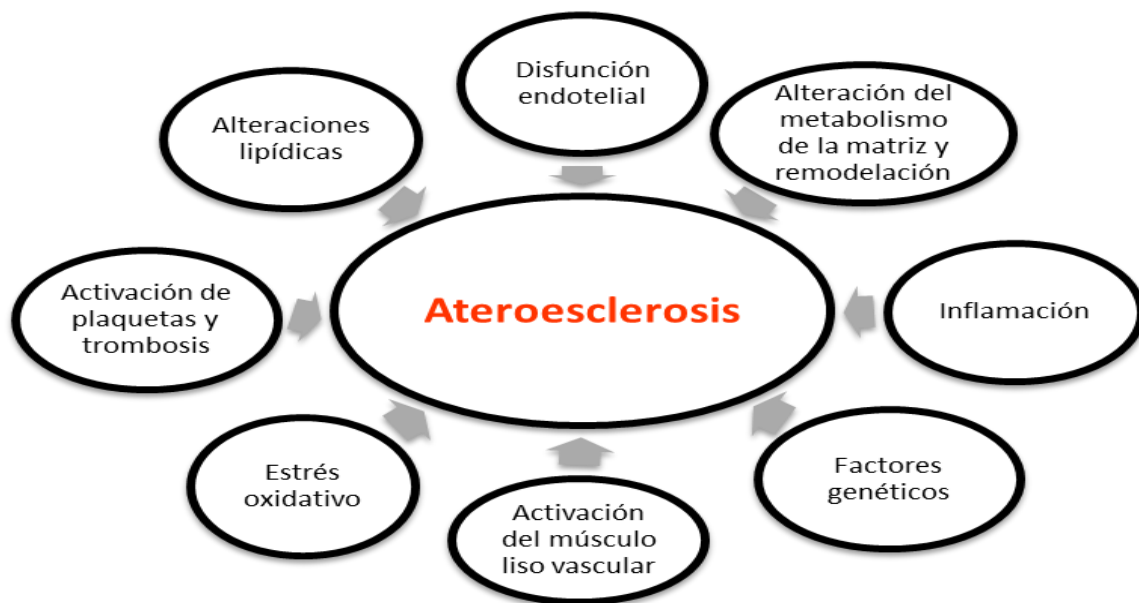 Disfunción
endotelial
Alteración del
metabolismo
de la matriz y
remodelación
Inflamación
Factores
genéticos
Activación
del músculo
liso vascular
Estrés
oxidativo
Activación de
plaquetas y
trombosis
Alteraciones
lipídicas
Ateroesclerosis